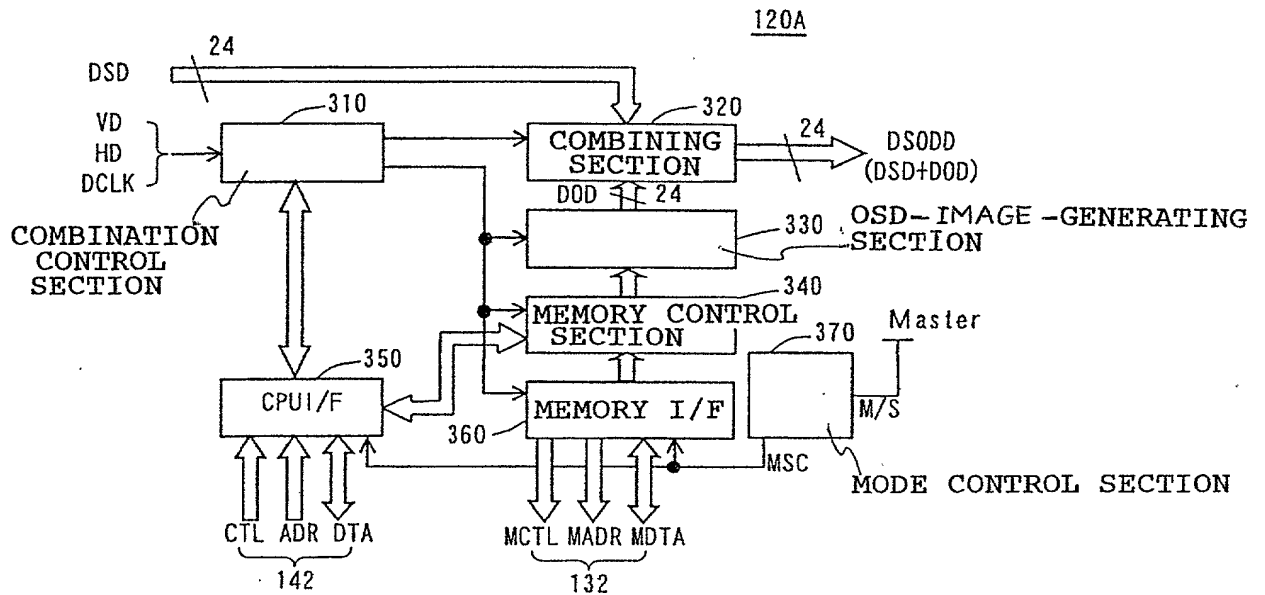 120A
24
DSD
310
320
VD
HD
DCLK
COMBINING
SECTION
24
DSODD
(DSD+DOD)
DOD
24
330
OSD-IMAGE-GENERATING
SECTION
COMBINATION
CONTROL
SECTION
340
MEMORY CONTROL
SECTION
370
Master
350
CPUI/F
MEMORY I/F
360
M/S
MSC
MODE CONTROL SECTION
CTL ADR DTA
MCTL MADR MDTA
142
132